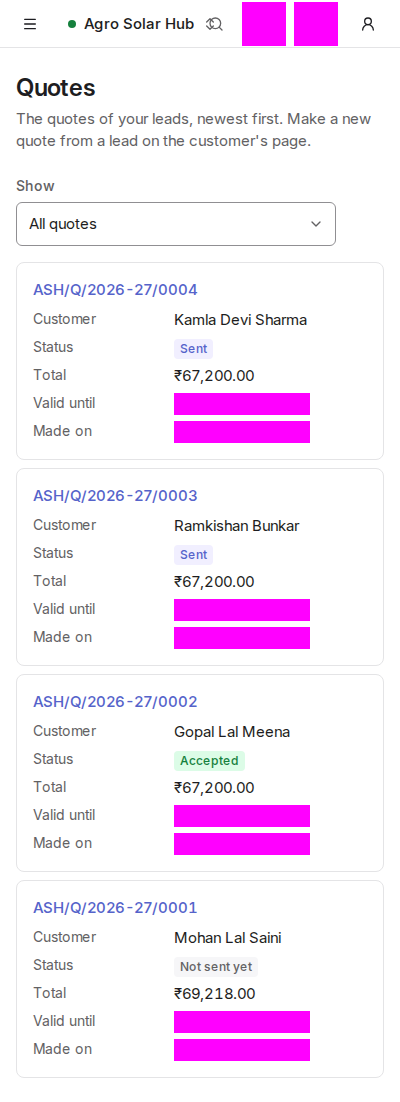 Agro Solar Hub
Quotes
The quotes of your leads, newest first. Make a new
quote from a lead on the customer's page.
Show
All quotes
ASH/Q/2026-27/0004
Customer Kamla Devi Sharma
Status Sent
Total ₹67,200.00
Valid until
Made on
ASH/Q/2026-27/0003
Customer Ramkishan Bunkar
Status Sent
Total ₹67,200.00
Valid until
Made on
ASH/Q/2026-27/0002
Customer Gopal Lal Meena
Status Accepted
Total ₹67,200.00
Valid until
Made on
ASH/Q/2026-27/0001
Customer Mohan Lal Saini
Status Not sent yet
Total ₹69,218.00
Valid until
Made on